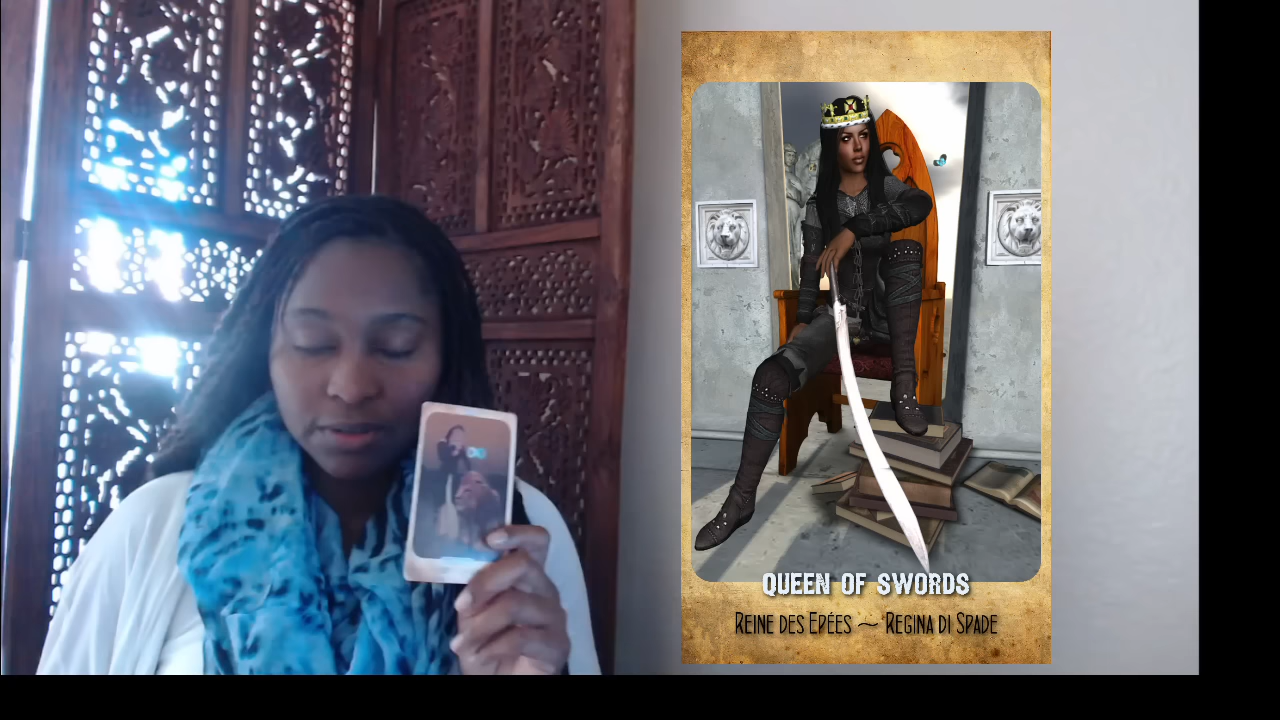 QUEEN OF SWORDS
REINE DES EPÉES ~ REGINA DI SPADE